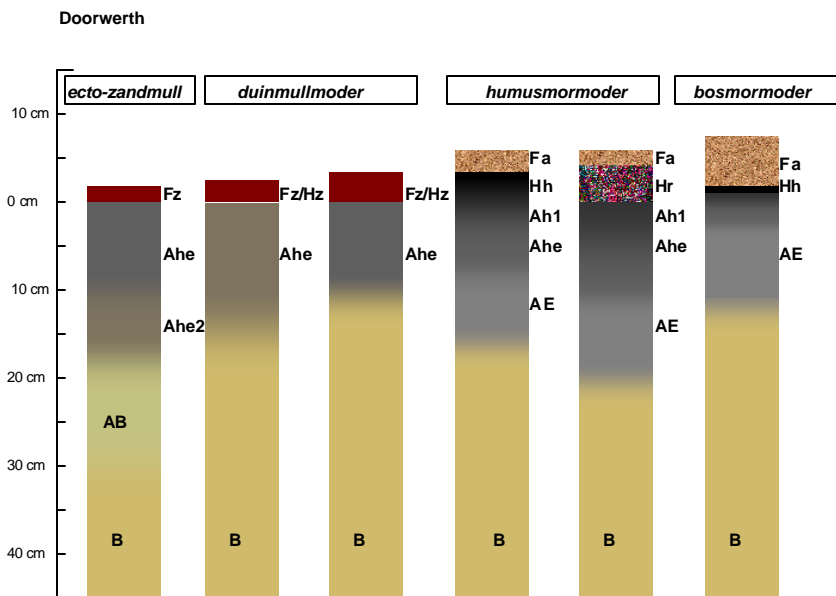 Doorwerth
ecto-zandmull duinmullmoder humusmormoder bosmormoder
10 cm
Fa Fa Fa
Fz Fz/Hz Fz/Hz Hh Hr Hh
0 cm
Ah1 Ah1
Ahe Ahe Ahe Ahe Ahe AE
10 cm
AE
Ahe2 AE
20 cm
AB
30 cm
B B B B B B
40 cm